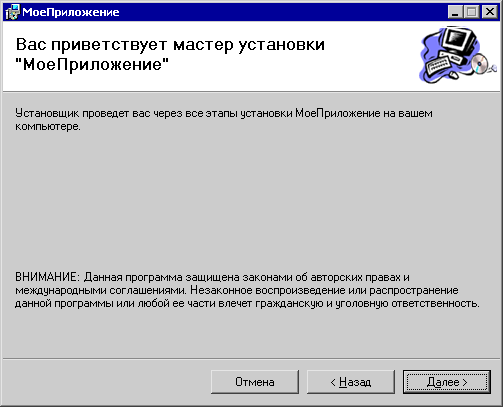 МоеПриложение
Вас приветствует мастер установки
"МоеПриложение"
Установщик проведет вас через все этапы установки МоеПриложение на вашем
компьютере.
ВНИМАНИЕ: Данная программа защищена законами об авторских правах и
международными соглашениями. Незаконное воспроизведение или распространение
данной программы или любой ее части влечет гражданскую и уголовную ответственность.
Отмена
< Назад
Далее >